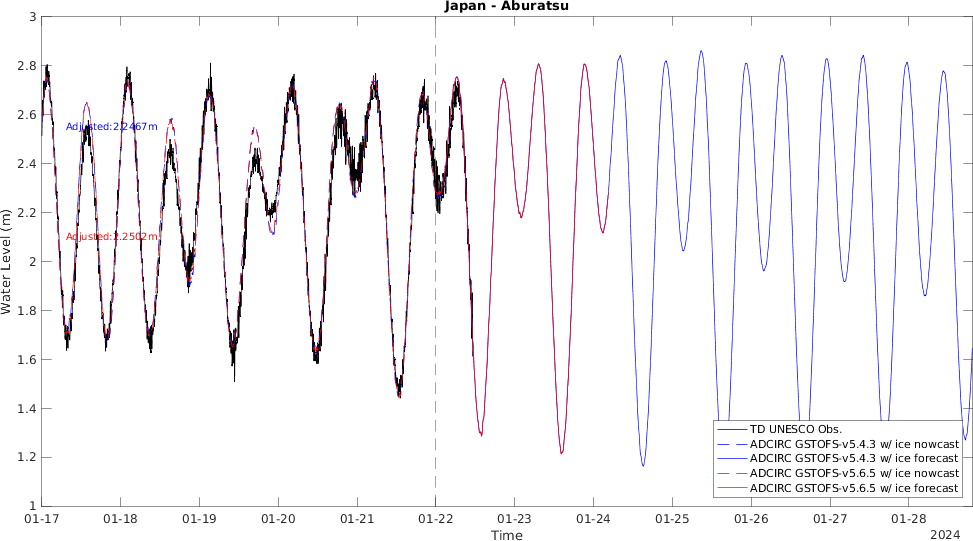 Japan - Aburatsu
3
2.8
2.6
2.4
2.2
2
1.8
1.6
1.4
1.2
1
Water Level (m)
Adjusted:2.2467m
Adjusted:2.2502m
TD UNESCO Obs.
ADCIRC GSTOFS-v5.4.3 w/ ice nowcast
ADCIRC GSTOFS-v5.4.3 w/ ice forecast
ADCIRC GSTOFS-v5.6.5 w/ ice nowcast
ADCIRC GSTOFS-v5.6.5 w/ ice forecast
01-17 01-18 01-19 01-20 01-21 01-22 01-23 01-24 01-25 01-26 01-27 01-28
Time
2024